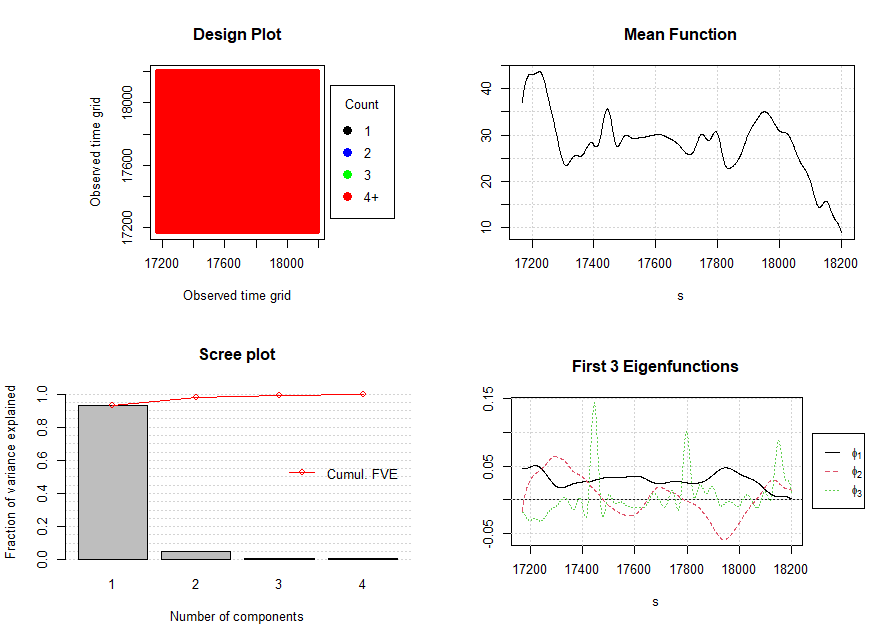 Design Plot
Observed time grid
17200 17600 18000
Count
1
2
3
4+
17200 17600 18000
Observed time grid
Mean Function
10 20 30 40
17200 17400 17600 17800 18000 18200
s
Scree plot
Fraction of variance explained
0.0 0.2 0.4 0.6 0.8 1.0
Cumul. FVE
1 2 3 4
Number of components
First 3 Eigenfunctions
-0.05 0.05 0.15
ϕ1
ϕ2
ϕ3
17200 17400 17600 17800 18000 18200
s